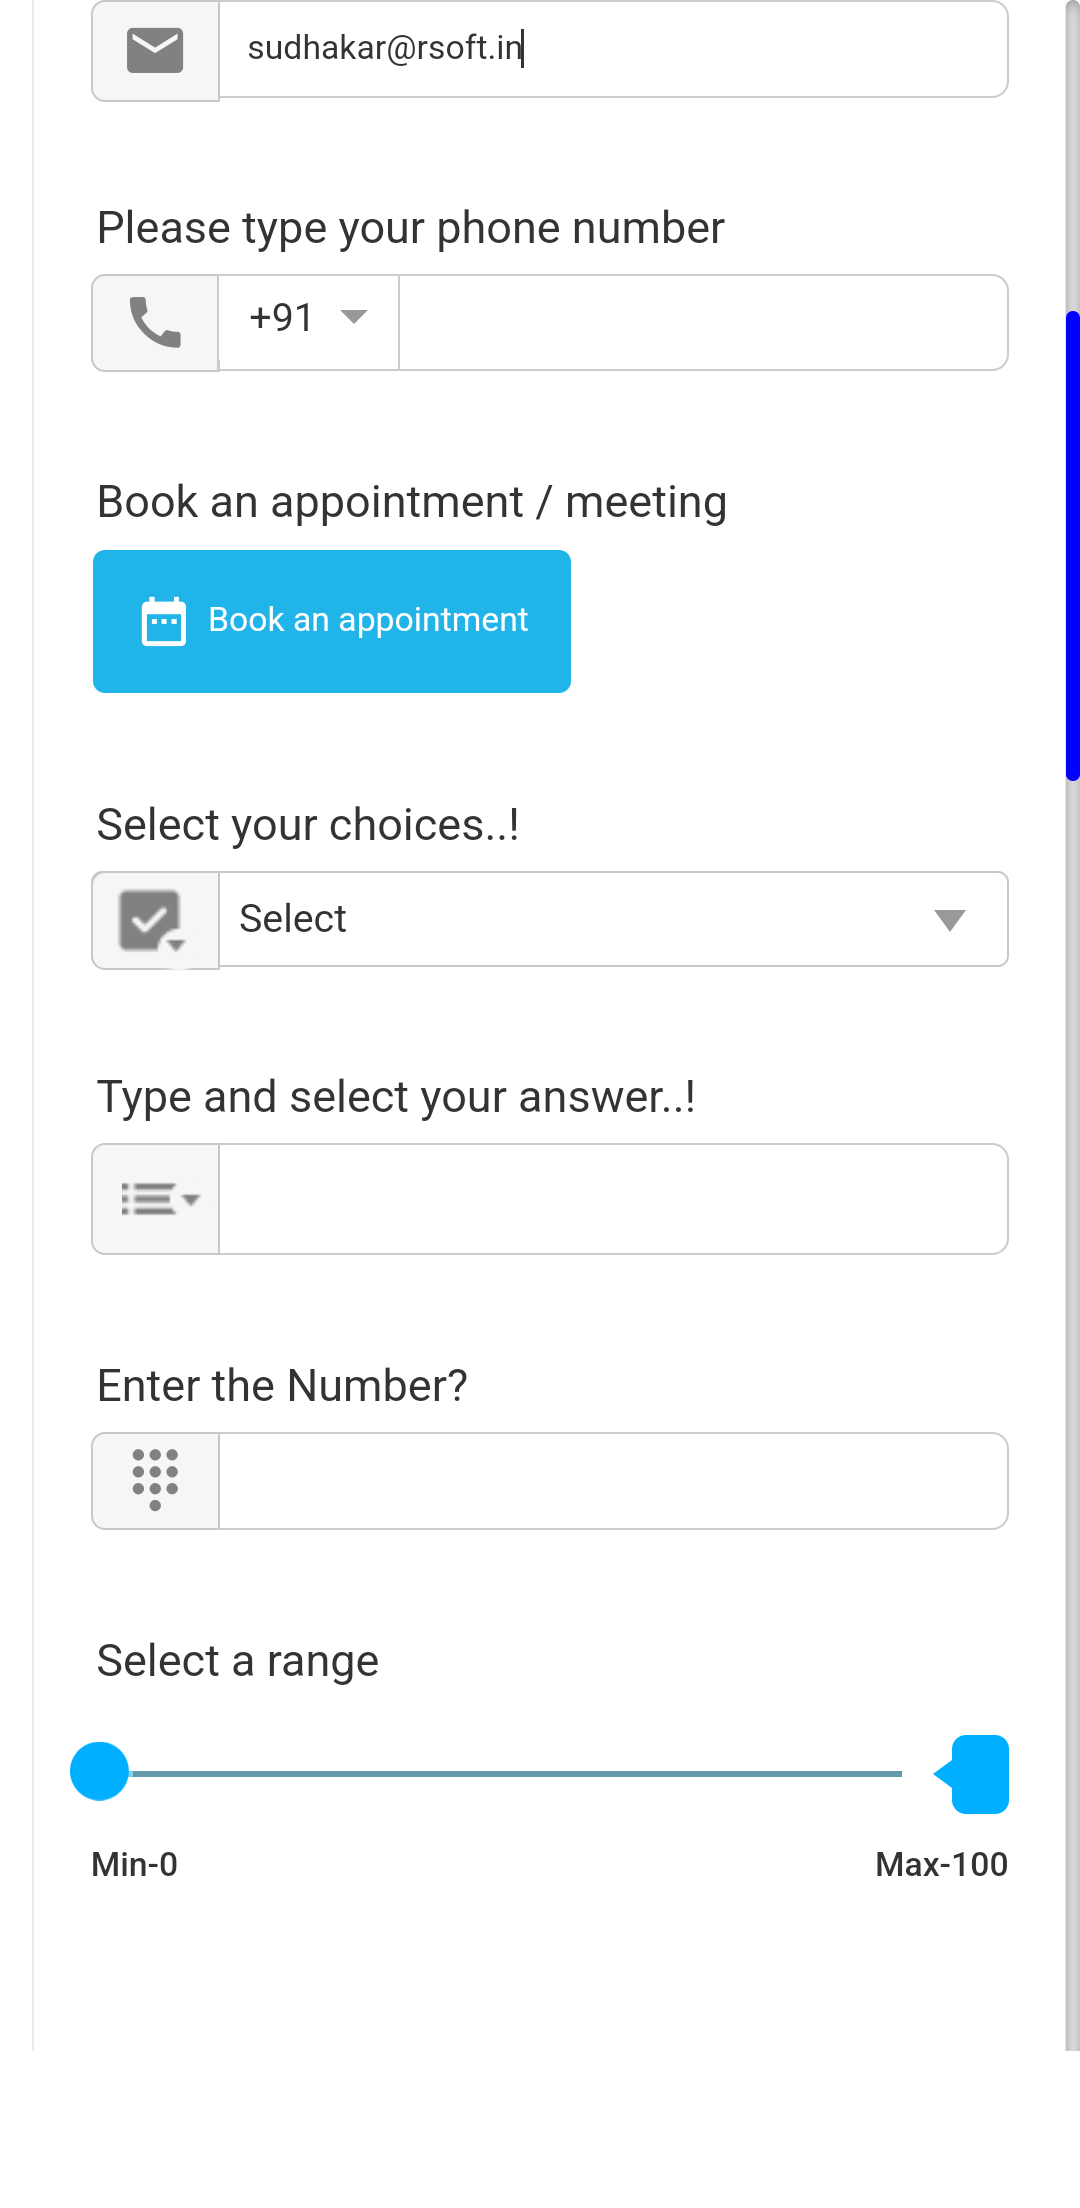 sudhakar@rsoft.in
Please type your phone number
+91
Book an appointment / meeting
Book an appointment
Select your choices..!
Select
Type and select your answer..!
Enter the Number?
Select a range
Min-0 Max-100